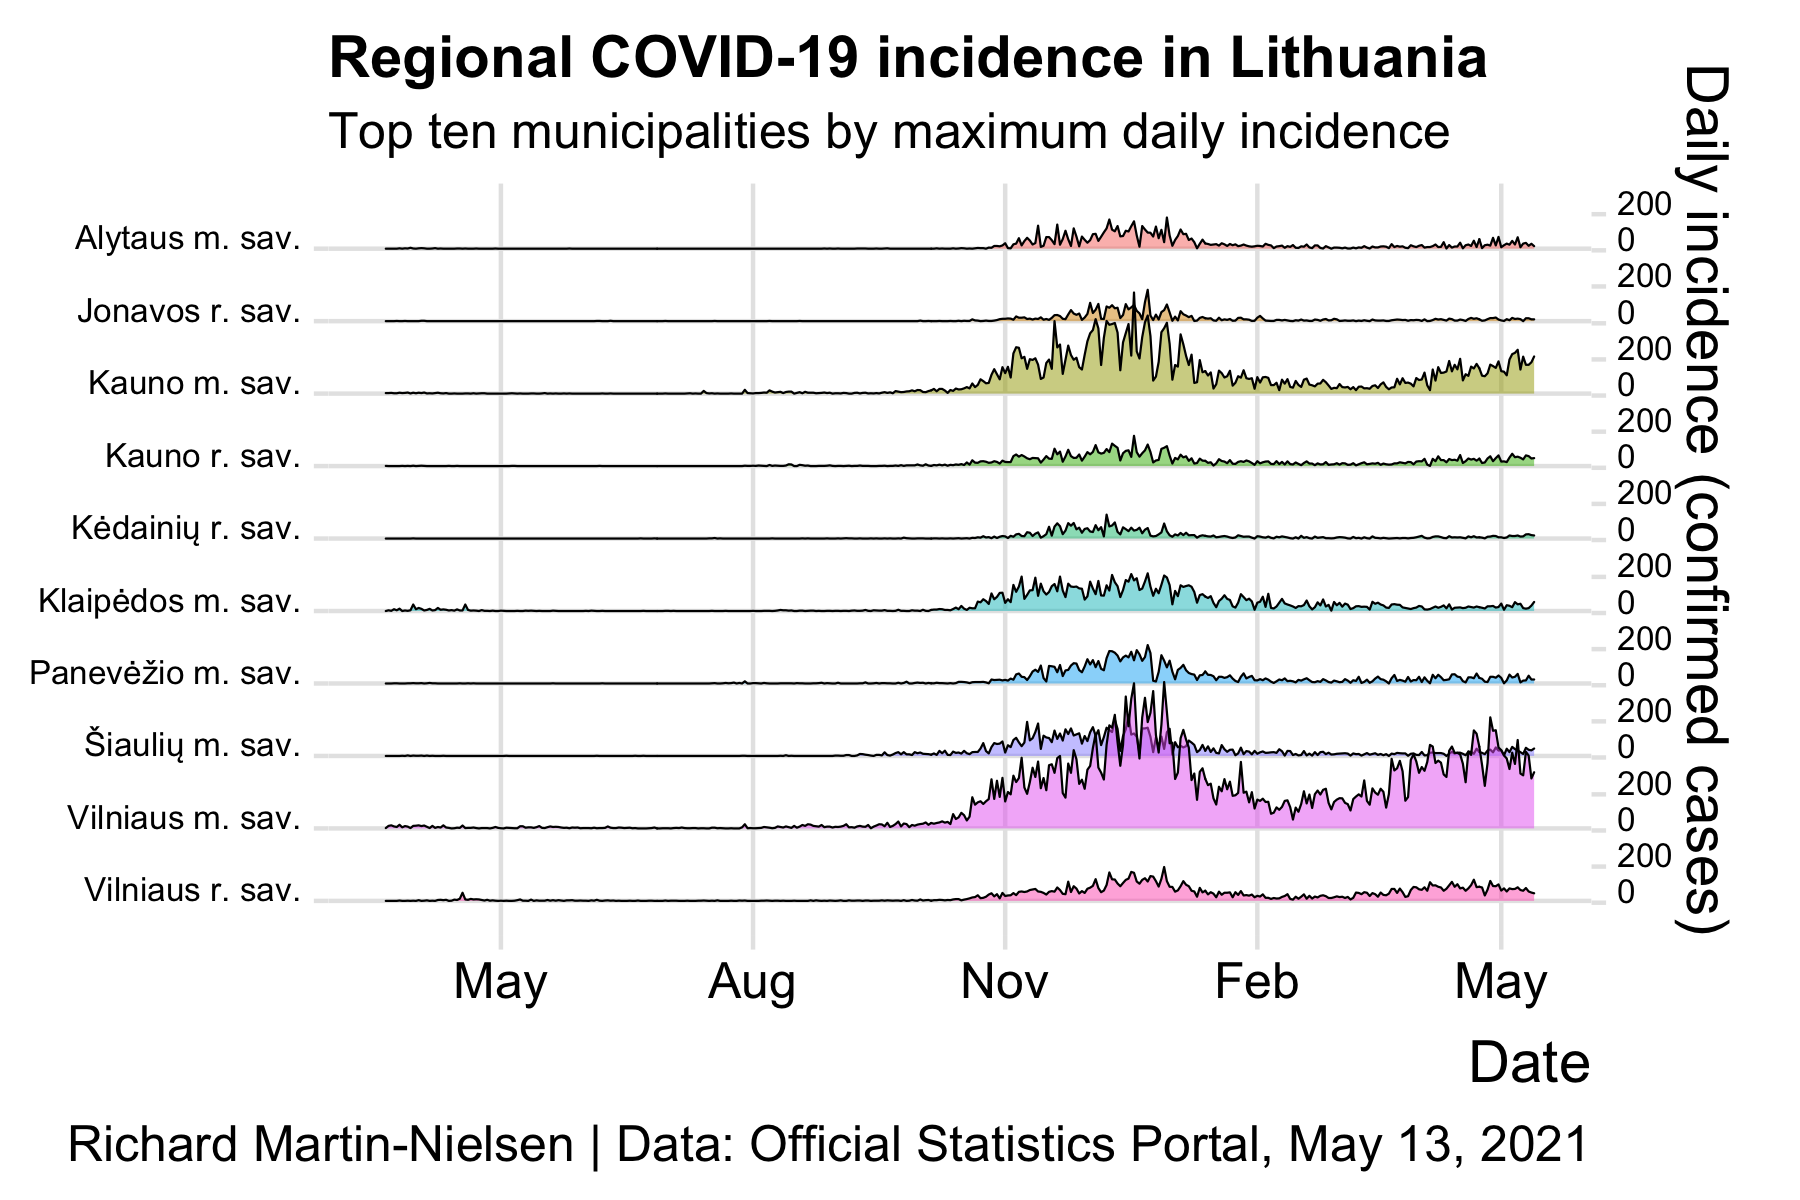 Regional COVID-19 incidence in Lithuania
Top ten municipalities by maximum daily incidence
Daily incidence (confirmed cases)
Alytaus m. sav.
200
0
Jonavos r. sav.
200
0
Kauno m. sav.
200
0
Kauno r. sav.
200
0
Kėdainių r. sav.
200
0
Klaipėdos m. sav.
200
0
Panevėžio m. sav.
200
0
Šiaulių m. sav.
200
0
Vilniaus m. sav.
200
0
Vilniaus r. sav.
200
0
May Aug Nov Feb May
Date
Richard Martin-Nielsen | Data: Official Statistics Portal, May 13, 2021